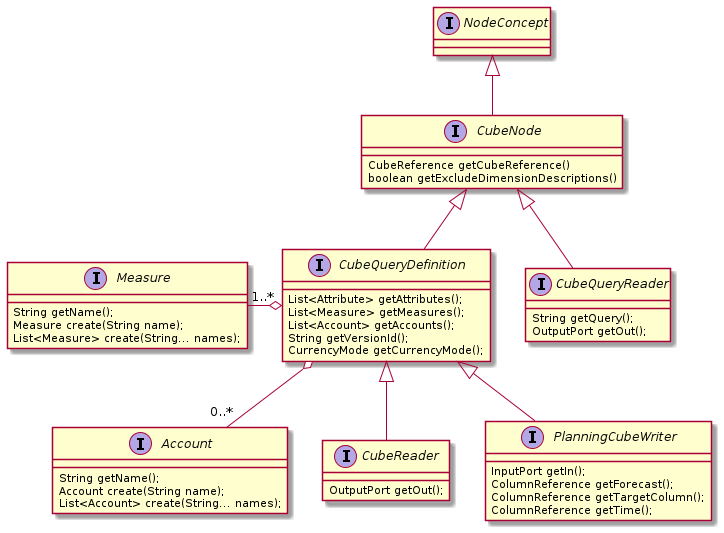 I NodeConcept
I CubeNode
CubeReference getCubeReference()
boolean getExcludeDimensionDescriptions()
I Measure
String getName();
Measure create(String name);
List<Measure> create(String... names);
1..*
I CubeQueryDefinition
List<Attribute> getAttributes();
List<Measure> getMeasures();
List<Account> getAccounts();
String getVersionId();
CurrencyMode getCurrencyMode();
I CubeQueryReader
String getQuery();
OutputPort getOut();
0..*
I Account
String getName();
Account create(String name);
List<Account> create(String... names);
I CubeReader
OutputPort getOut();
I PlanningCubeWriter
InputPort getIn();
ColumnReference getForecast();
ColumnReference getTargetColumn();
ColumnReference getTime();